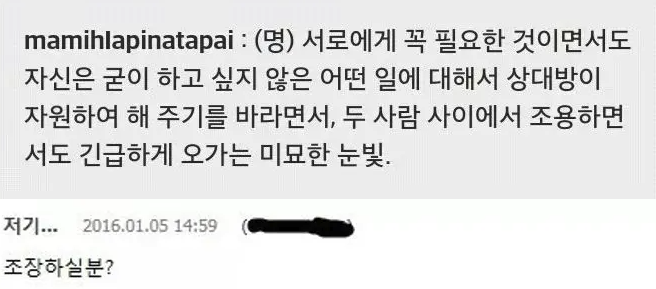 mamihlapinatapai : (명) 서로에게 꼭 필요한 것이면서도
자신은 굳이 하고 싶지 않은 어떤 일에 대해서 상대방이
자원하여 해 주기를 바라면서, 두 사람 사이에서 조용하면
서도 긴급하게 오가는 미묘한 눈빛.
저기... 2016.01.05 14:59 (
조장하실분?